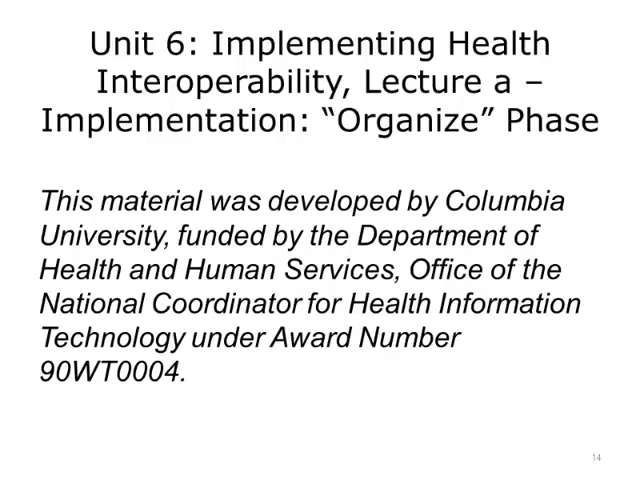 Unit 6: Implementing Health
Interoperability, Lecture a –
Implementation: “Organize” Phase
This material was developed by Columbia
University, funded by the Department of
Health and Human Services, Office of the
National Coordinator for Health Information
Technology under Award Number
90WT0004.
14